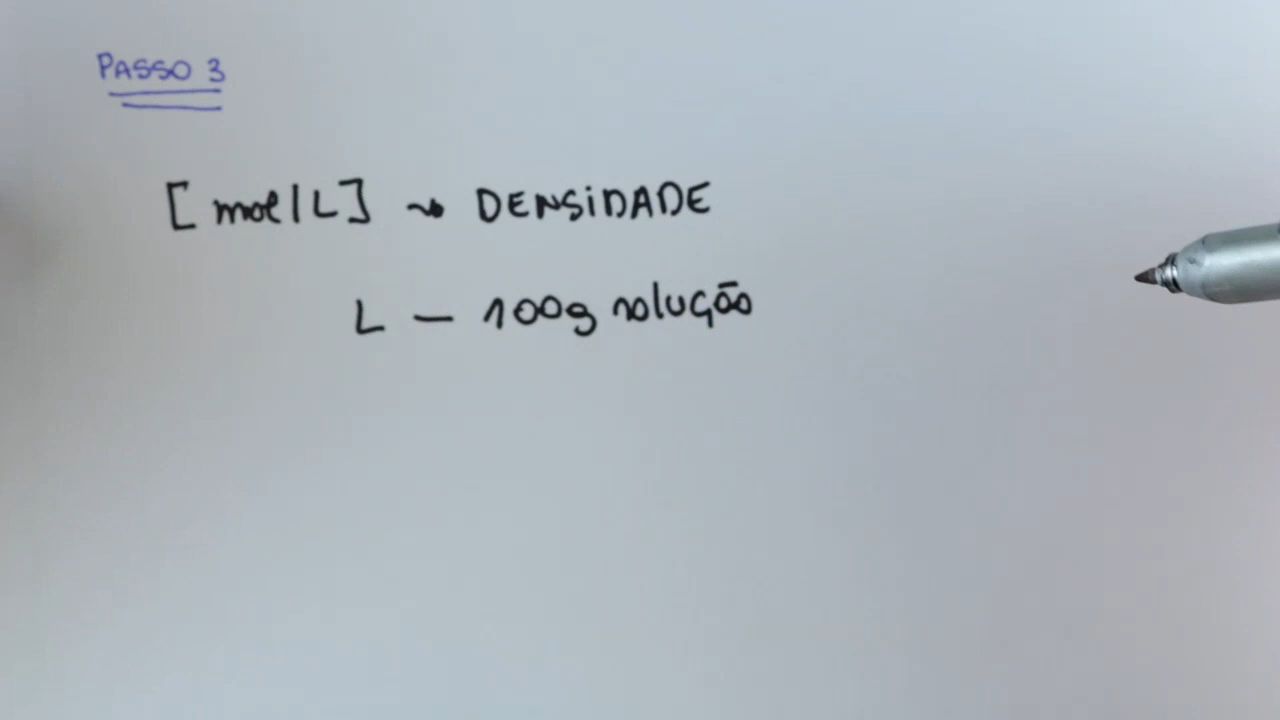 PASSO 3
[mol/L] ⇝ DENSiDADE
L – 100g solução